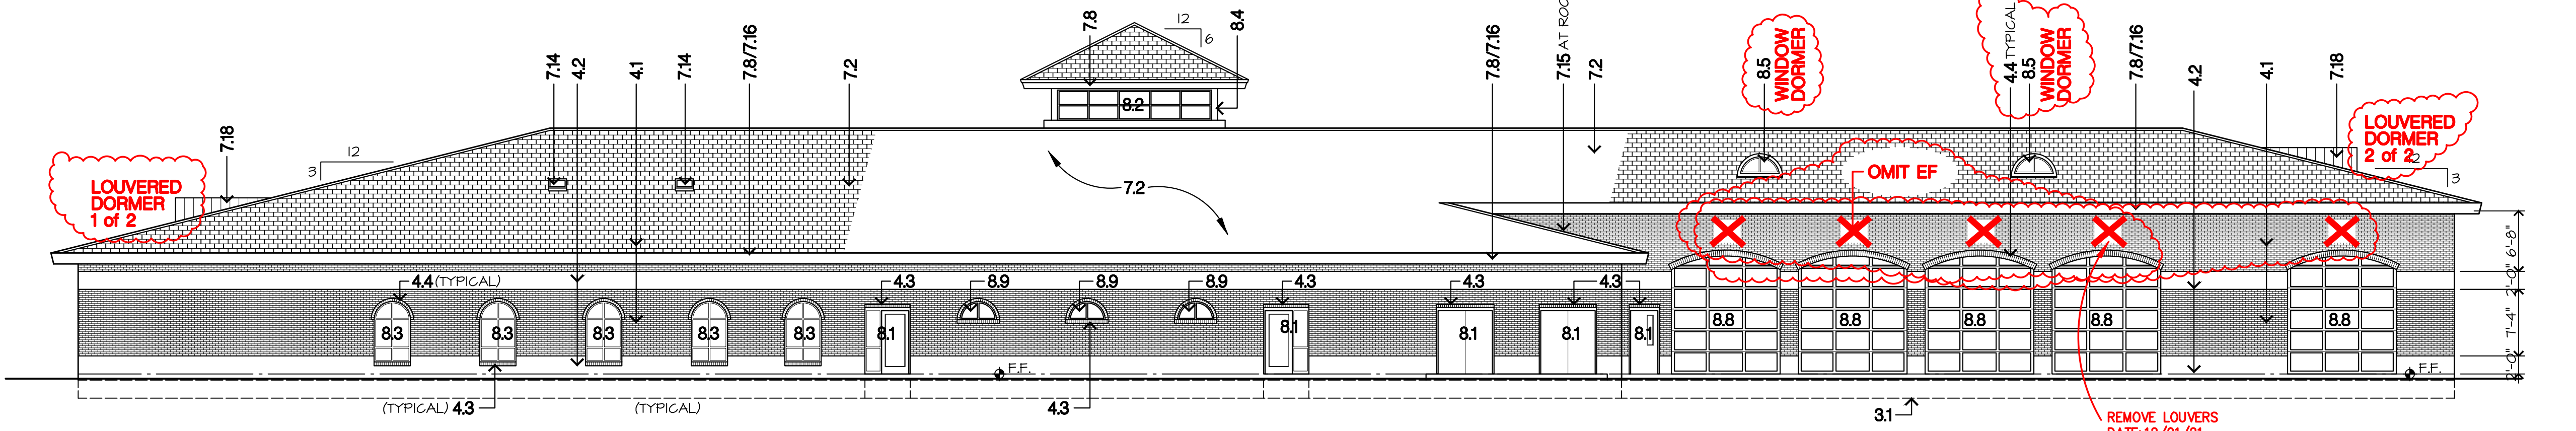 7.8
12
6
8.4
7.14
4.2
4.1
7.14
7.8/7.16
7.2
7.8/7.16
7.15 AT
7.2
8.5
WINDOW
DORMER
4.4 TYPICAL
8.5
WINDOW
DORMER
7.8/7.16
4.2
4.1
7.18
LOUVERED
DORMER
2 of 2
12
3
8.2
7.18
12
3
LOUVERED
DORMER
1 of 2
7.2
OMIT EF
4.4 (TYPICAL)
4.3
8.9
8.9
8.9
4.3
4.3
4.3
6'-8"
2'-0"
7'-4"
2'-0"
8.3
8.3
8.3
8.3
8.3
8.1
8.1
8.1
8.1
8.1
8.8
8.8
8.8
8.8
8.8
F.F.
F.F.
(TYPICAL) 4.3
(TYPICAL)
4.3
3.1
REMOVE LOUVERS